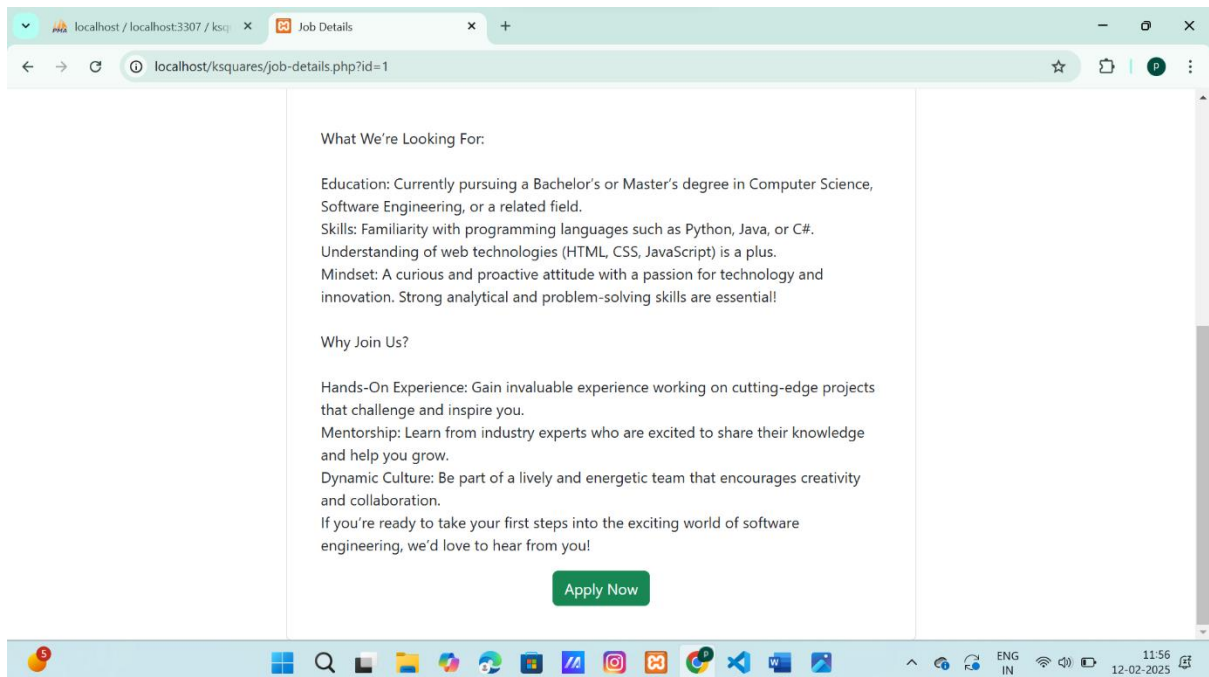 localhost / localhost:3307 / ksq
Job Details
localhost/ksquares/job-details.php?id=1
P
What We’re Looking For:
Education: Currently pursuing a Bachelor’s or Master’s degree in Computer Science,
Software Engineering, or a related field.
Skills: Familiarity with programming languages such as Python, Java, or C#.
Understanding of web technologies (HTML, CSS, JavaScript) is a plus.
Mindset: A curious and proactive attitude with a passion for technology and
innovation. Strong analytical and problem-solving skills are essential!
Why Join Us?
Hands-On Experience: Gain invaluable experience working on cutting-edge projects
that challenge and inspire you.
Mentorship: Learn from industry experts who are excited to share their knowledge
and help you grow.
Dynamic Culture: Be part of a lively and energetic team that encourages creativity
and collaboration.
If you’re ready to take your first steps into the exciting world of software
engineering, we’d love to hear from you!
Apply Now
5
ENG
IN
11:56
12-02-2025